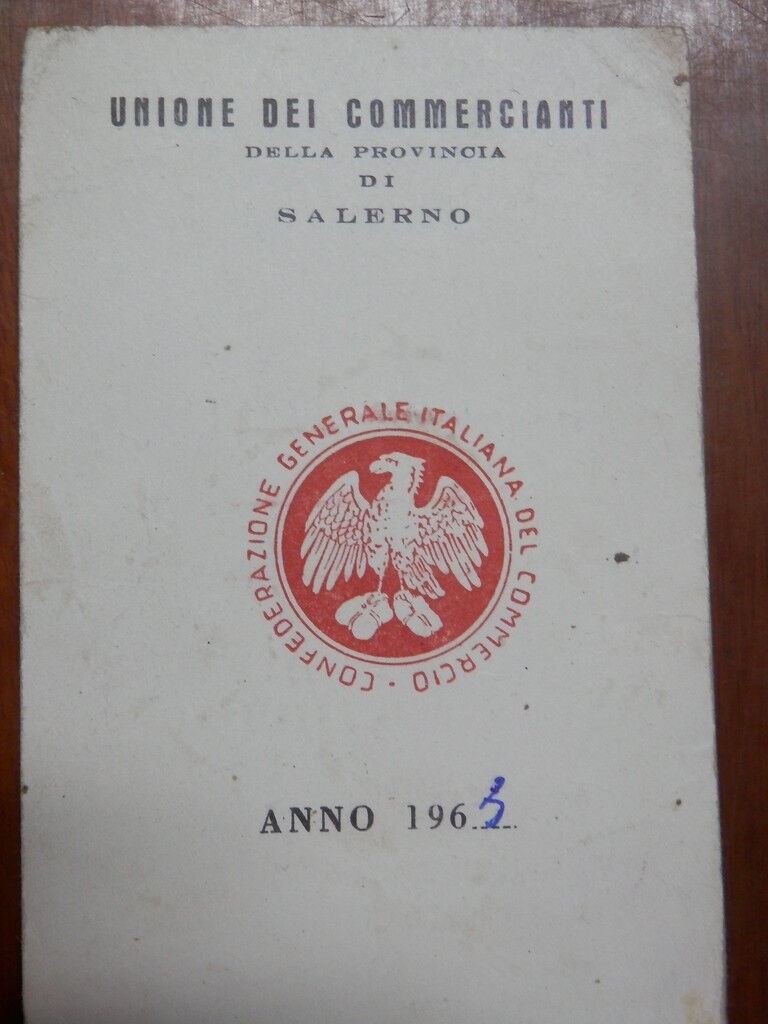 UNIONE DEI COMMERCIANTI
DELLA PROVINCIA
DI
SALERNO
CONFEDERAZIONE GENERALE ITALIANA DEL COMMERCIO
ANNO 196